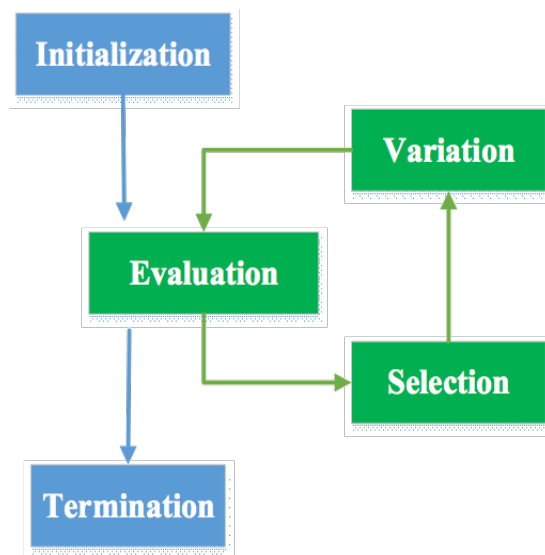 Initialization
Variation
Evaluation
Selection
Termination